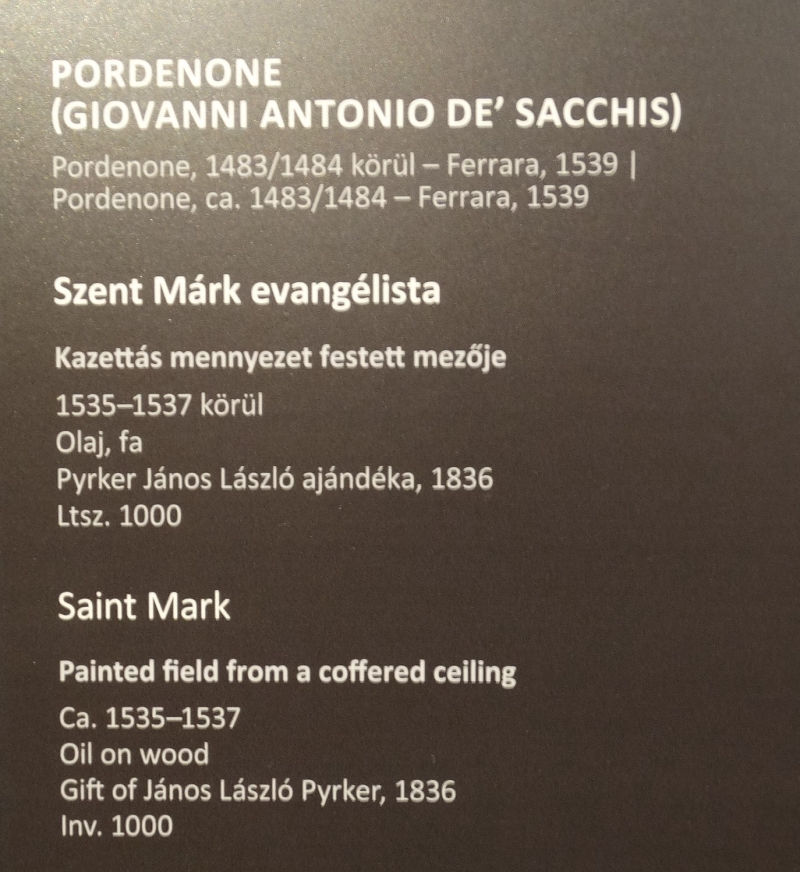 PORDENONE
(GIOVANNI ANTONIO DE’ SACCHIS)
Pordenone, 1483/1484 körül – Ferrara, 1539 |
Pordenone, ca. 1483/1484 – Ferrara, 1539
Szent Márk evangélista
Kazettás mennyezet festett mezője
1535–1537 körül
Olaj, fa
Pyrker János László ajándéka, 1836
Ltsz. 1000
Saint Mark
Painted field from a coffered ceiling
Ca. 1535–1537
Oil on wood
Gift of János László Pyrker, 1836
Inv. 1000